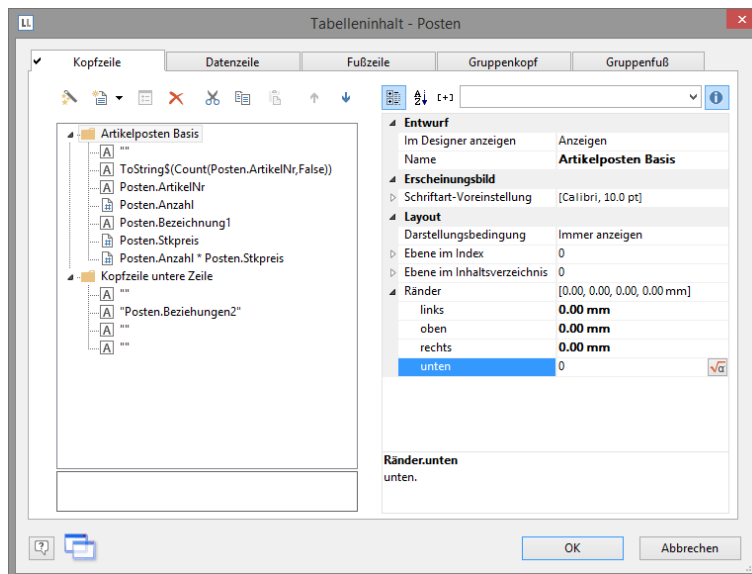 LL
Tabelleninhalt - Posten
Kopfzeile
Datenzeile
Fußzeile
Gruppenkopf
Gruppenfuß
Artikelposten Basis
""
ToString$(Count(Posten.ArtikelNr,False))
Posten.ArtikelNr
Posten.Anzahl
Posten.Bezeichnung1
Posten.Stkpreis
Posten.Anzahl * Posten.Stkpreis
Kopfzeile untere Zeile
""
"Posten.Beziehungen2"
""
""
Entwurf
Im Designer anzeigen Anzeigen
Name Artikelposten Basis
Erscheinungsbild
Schriftart-Voreinstellung [Calibri, 10.0 pt]
Layout
Darstellungsbedingung Immer anzeigen
Ebene im Index 0
Ebene im Inhaltsverzeichnis 0
Ränder [0.00, 0.00, 0.00, 0.00 mm]
links 0.00 mm
oben 0.00 mm
rechts 0.00 mm
unten 0
Ränder.unten
unten.
OK
Abbrechen